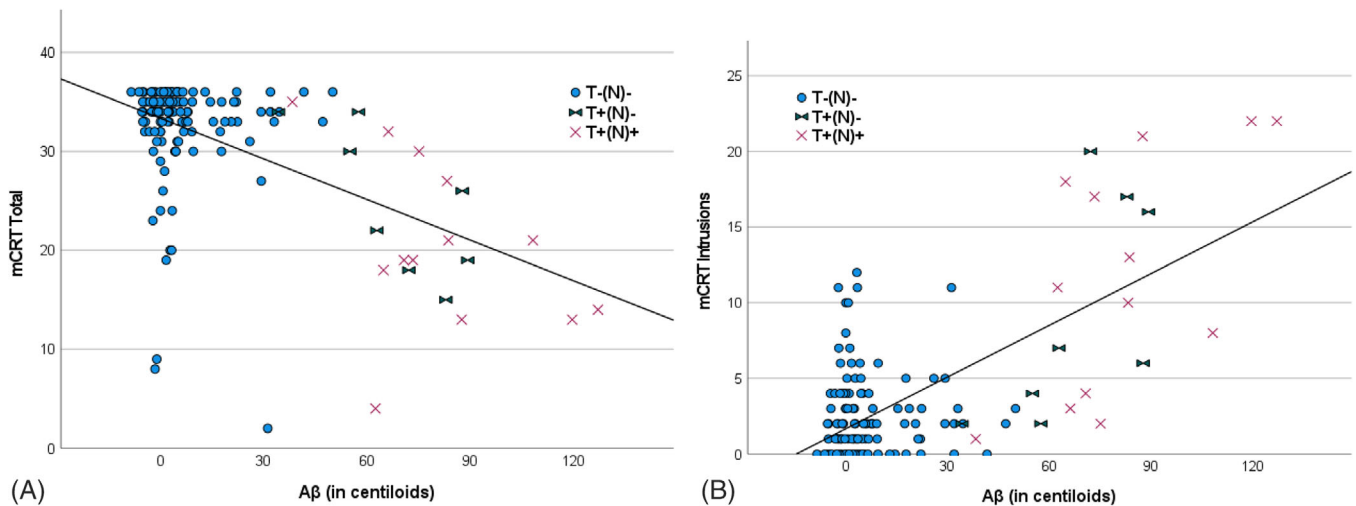 40
30
20
10
0
mCRT Total
T-(N)-
T+(N)-
T+(N)+
0 30 60 90 120
Aβ (in centiloids)
(A)
25
20
15
10
5
0
mCRT Intrusions
T-(N)-
T+(N)-
T+(N)+
0 30 60 90 120
Aβ (in centiloids)
(B)